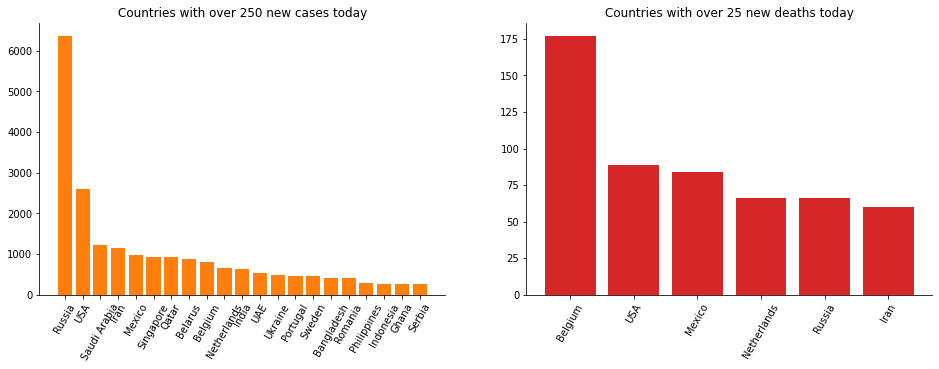 Countries with over 250 new cases today
6000
5000
4000
3000
2000
1000
0
Russia
USA
Saudi Arabia
Iran
Mexico
Singapore
Qatar
Belarus
Belgium
Netherlands
India
UAE
Ukraine
Portugal
Sweden
Bangladesh
Romania
Philippines
Indonesia
Ghana
Serbia
Countries with over 25 new deaths today
175
150
125
100
75
50
25
0
Belgium
USA
Mexico
Netherlands
Russia
Iran